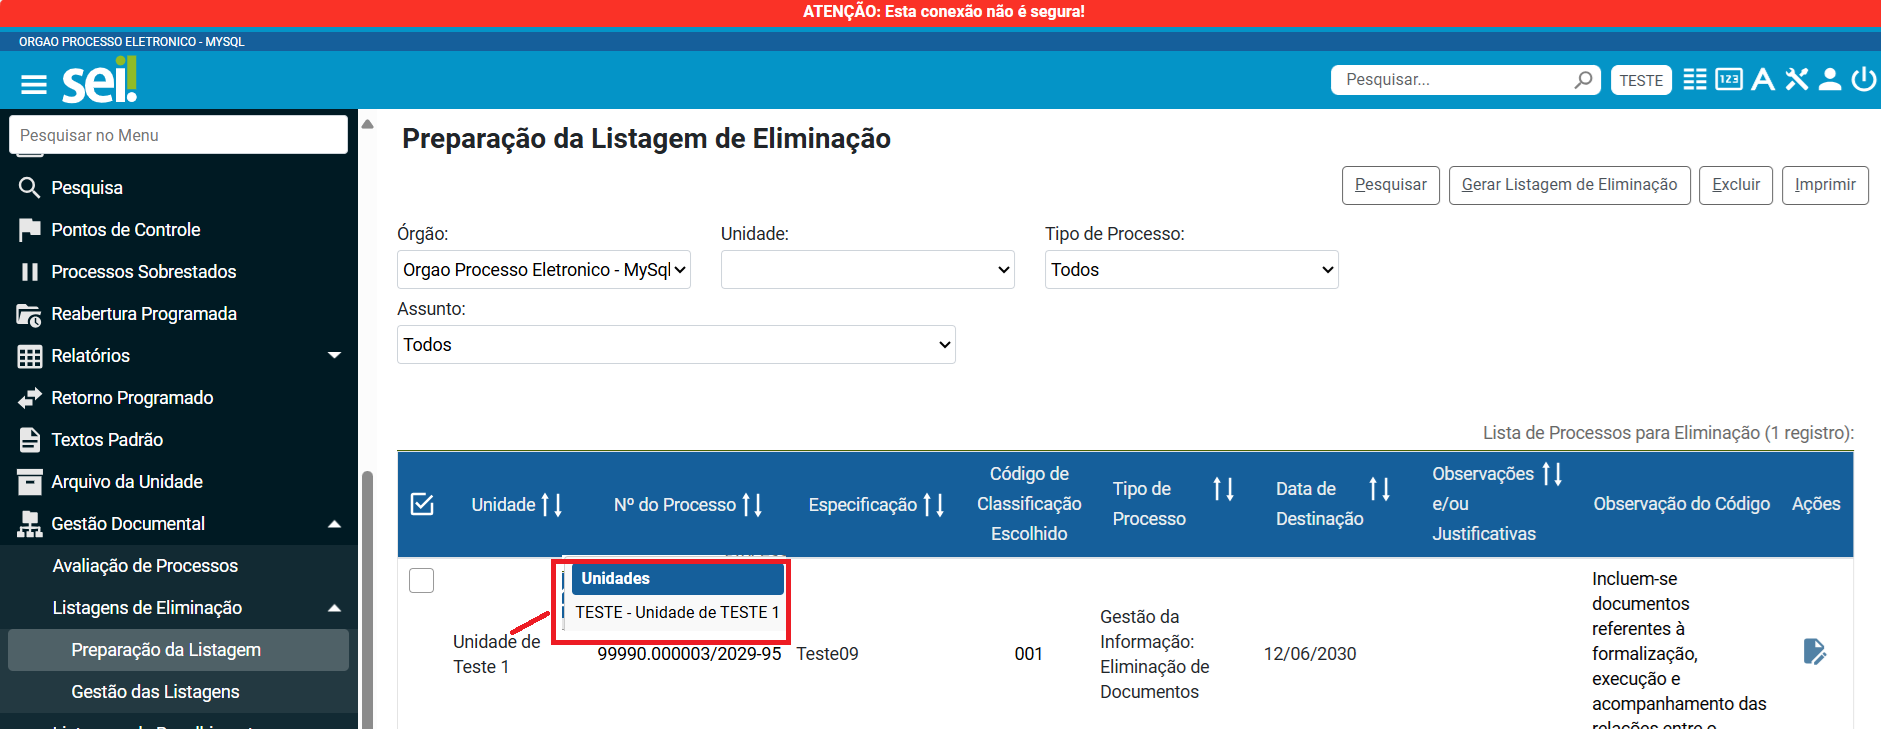 ATENÇÃO: Esta conexão não é segura!
ORGAO PROCESSO ELETRONICO - MYSQL
sei!
Pesquisar...
TESTE
123
Pesquisar no Menu
Pesquisa
Pontos de Controle
Processos Sobrestados
Reabertura Programada
Relatórios
Retorno Programado
Textos Padrão
Arquivo da Unidade
Gestão Documental
Avaliação de Processos
Listagens de Eliminação
Preparação da Listagem
Gestão das Listagens
Preparação da Listagem de Eliminação
Pesquisar
Gerar Listagem de Eliminação
Excluir
Imprimir
Órgão:
Unidade:
Tipo de Processo:
Orgao Processo Eletronico - MySql
Todos
Assunto:
Todos
Lista de Processos para Eliminação (1 registro):
Unidade
Nº do Processo
Especificação
Código de
Classificação
Escolhido
Tipo de
Processo
Data de
Destinação
Observações
e/ou
Justificativas
Observação do Código
Ações
Unidades
TESTE - Unidade de TESTE 1
Unidade de
Teste 1
99990.000003/2029-95
Teste09
001
Gestão da
Informação:
Eliminação de
Documentos
12/06/2030
Incluem-se
documentos
referentes à
formalização,
execução e
acompanhamento das
relações entre o